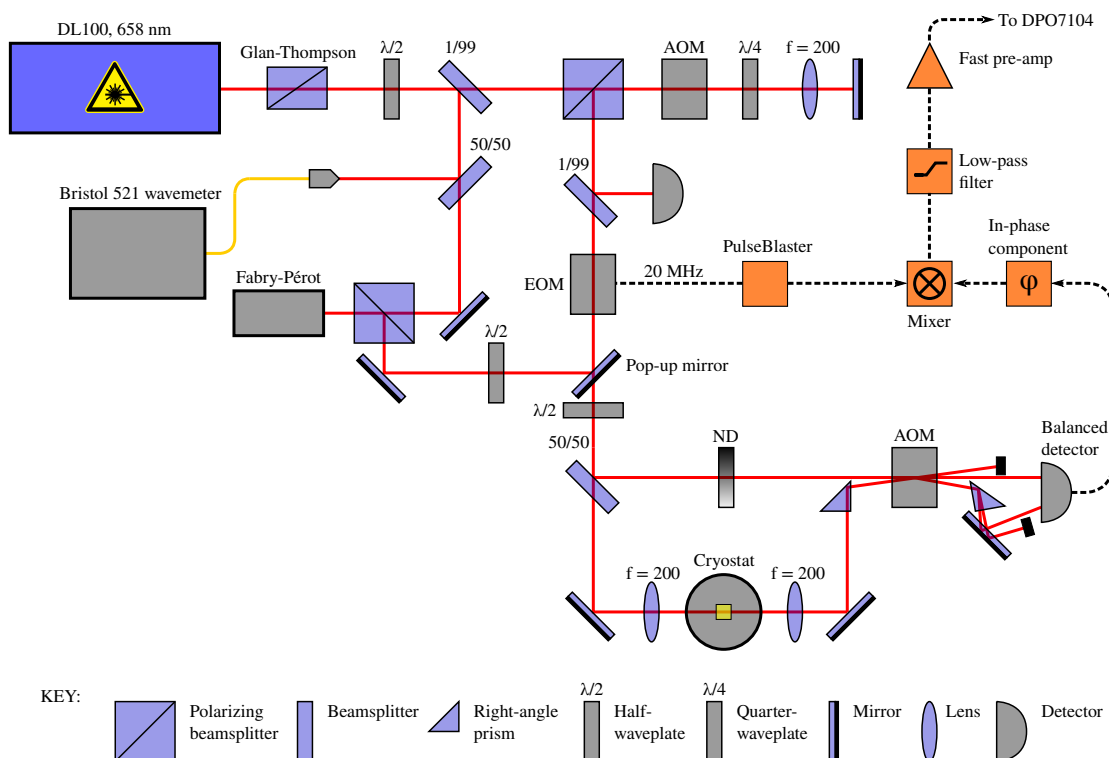 DL100, 658 nm
Glan-Thompson
λ/2
1/99
AOM
λ/4
f = 200
To DPO7104
Fast pre-amp
50/50
1/99
Low-pass
filter
Bristol 521 wavemeter
In-phase
component
PulseBlaster
Fabry-Pérot
EOM
20 MHz
φ
Mixer
λ/2
Pop-up mirror
λ/2
50/50
ND
AOM
Balanced
detector
Cryostat
f = 200
f = 200
KEY:
λ/2
λ/4
Polarizing
beamsplitter
Beamsplitter
Right-angle
prism
Half-
waveplate
Quarter-
waveplate
Mirror
Lens
Detector